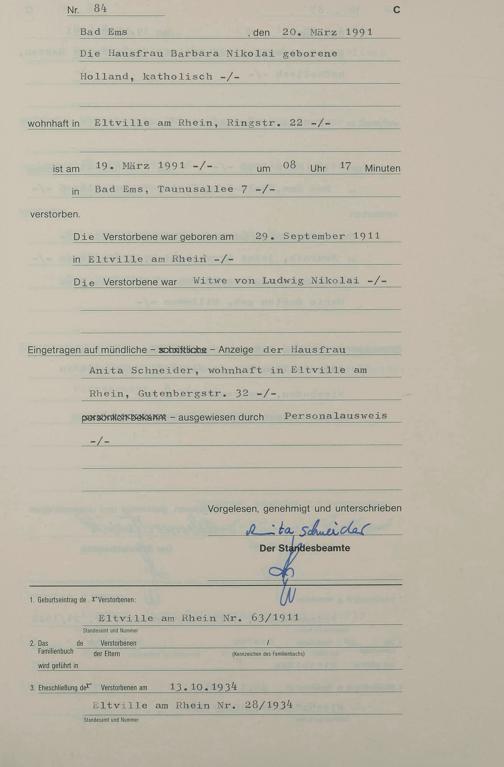 Nr. 84 C
Bad Ems , den 20. März 1991
Die Hausfrau Barbara Nikolai geborene
Holland, katholisch -/-
wohnhaft in Eltville am Rhein, Ringstr. 22 -/-
ist am 19. März 1991 -/- um 08 Uhr 17 Minuten
in Bad Ems, Taunusallee 7 -/-
verstorben.
Die Verstorbene war geboren am 29. September 1911
in Eltville am Rhein -/-
Die Verstorbene war Witwe von Ludwig Nikolai -/-
Eingetragen auf mündliche – schriftliche – Anzeige der Hausfrau
Anita Schneider, wohnhaft in Eltville am
Rhein, Gutenbergstr. 32 -/-
persönlich bekannt – ausgewiesen durch Personalausweis
-/-
Vorgelesen, genehmigt und unterschrieben
Anita Schneider
Der Standesbeamte
1. Geburtseintrag de r Verstorbenen:
Eltville am Rhein Nr. 63/1911
Standesamt und Nummer
2. Das de Verstorbenen /
Familienbuch der Eltern (Kennzeichen des Familienbuchs)
wird geführt in
3. Eheschließung der Verstorbenen am 13.10.1934
Eltville am Rhein Nr. 28/1934
Standesamt und Nummer